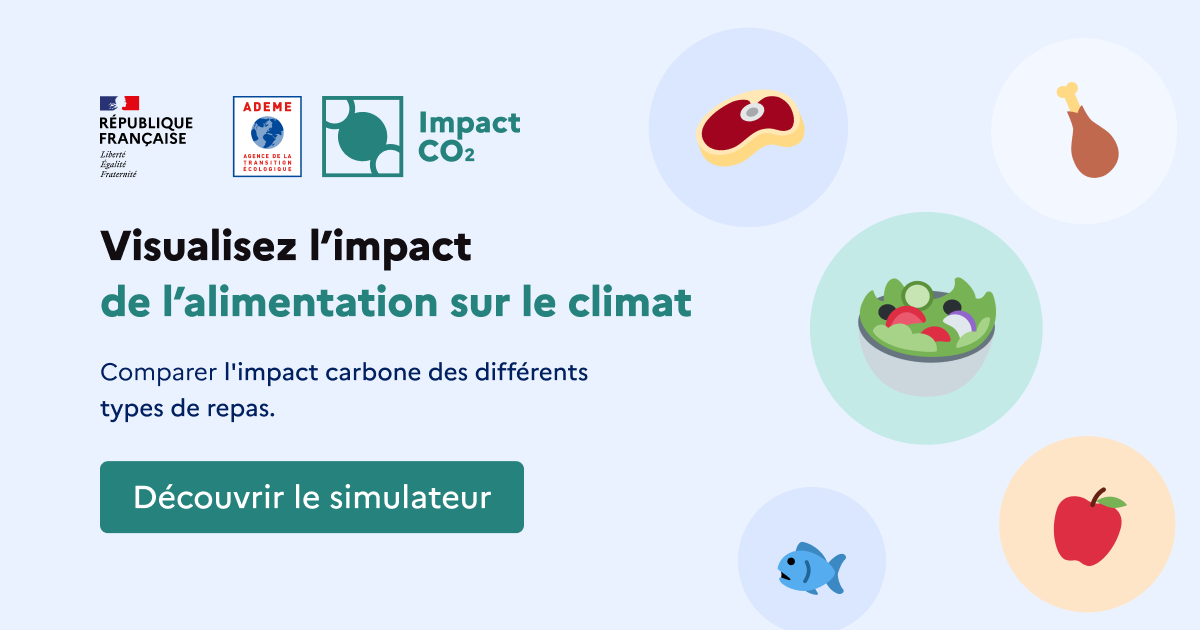 RÉPUBLIQUE
FRANÇAISE
Liberté
Égalité
Fraternité
ADEME
AGENCE DE LA
TRANSITION
ÉCOLOGIQUE
Impact
CO₂
Visualisez l’impact
de l’alimentation sur le climat
Comparer l'impact carbone des différents
types de repas.
Découvrir le simulateur